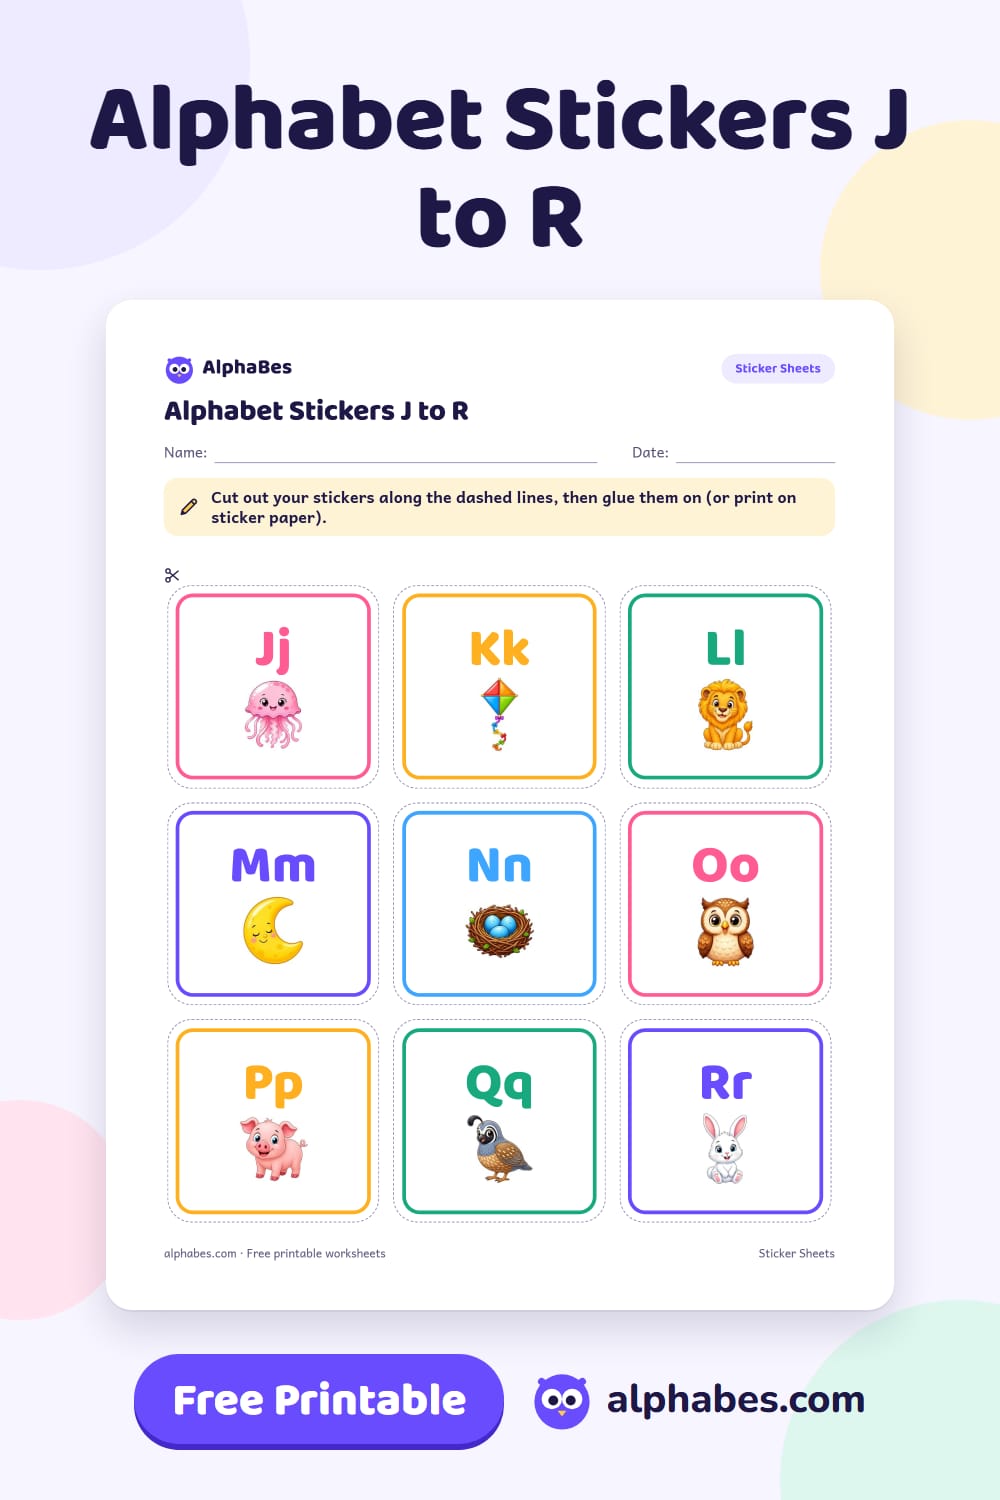 Alphabet Stickers J
to R
AlphaBes
Sticker Sheets
Alphabet Stickers J to R
Name:
Date:
Cut out your stickers along the dashed lines, then glue them on (or print on
sticker paper).
Jj
Kk
Ll
Mm
Nn
Oo
Pp
Qq
Rr
alphabes.com · Free printable worksheets
Sticker Sheets
Free Printable
alphabes.com